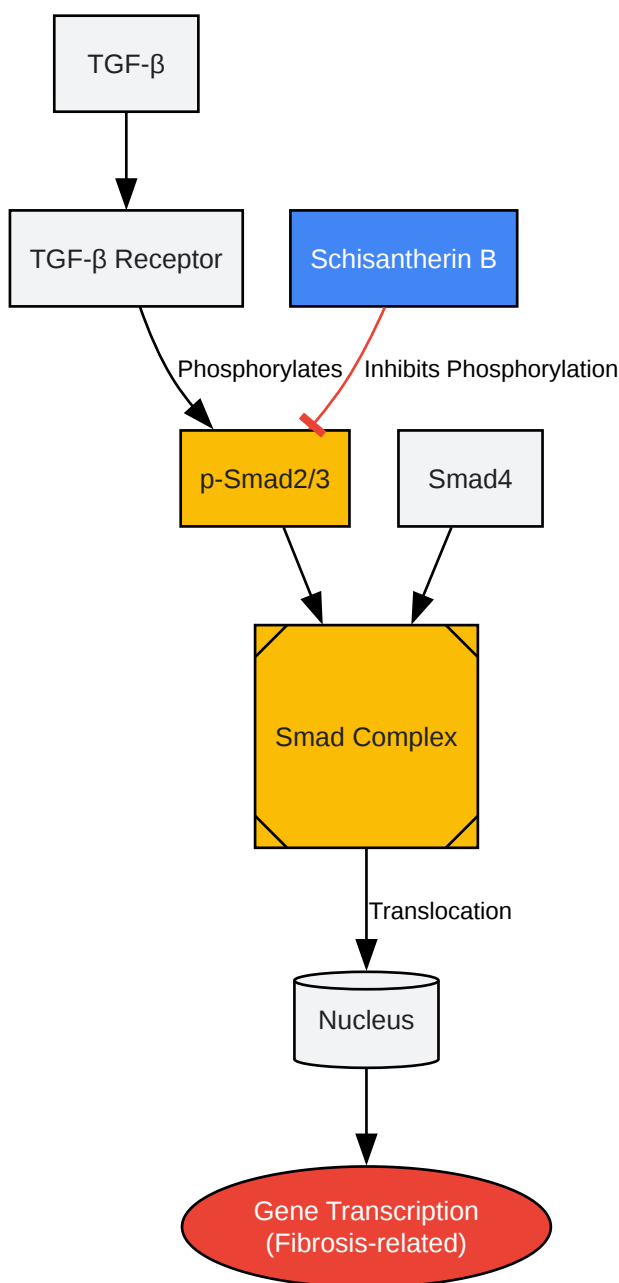 TGF-β
TGF-β Receptor
Schisantherin B
Phosphorylates
Inhibits Phosphorylation
p-Smad2/3
Smad4
Smad Complex
Translocation
Nucleus
Gene Transcription
(Fibrosis-related)